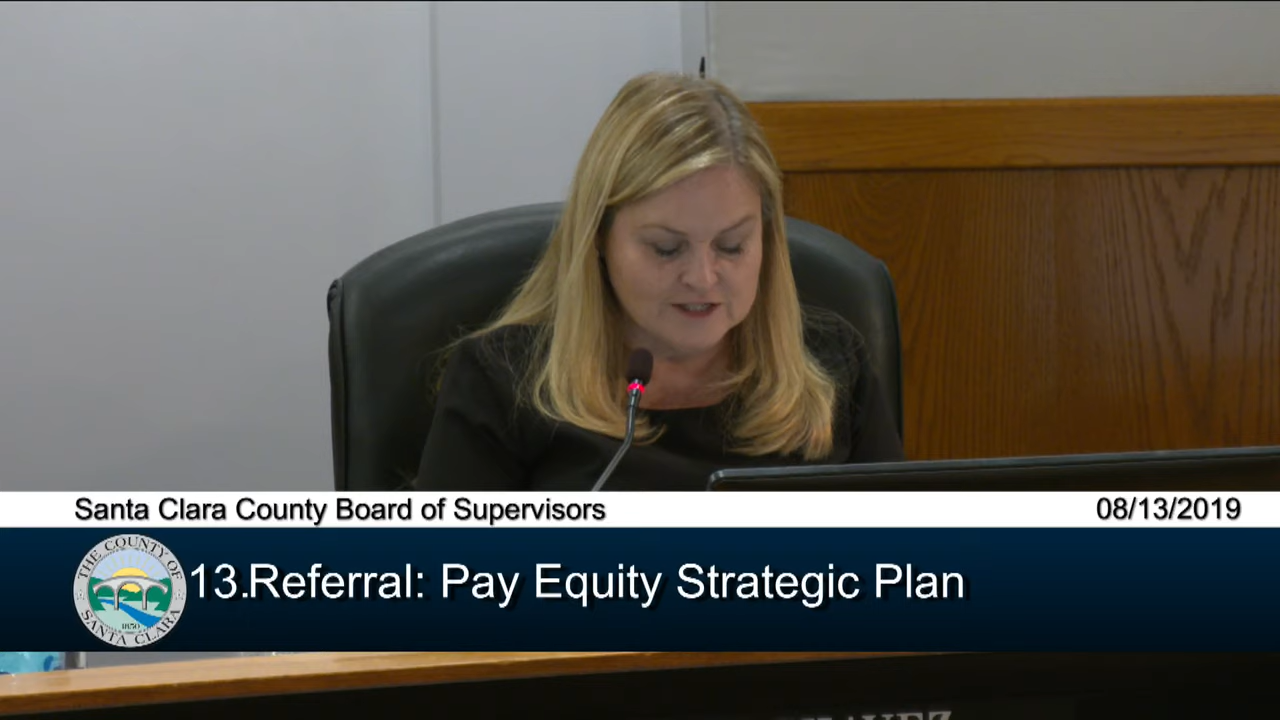 Santa Clara County Board of Supervisors
08/13/2019
13.Referral: Pay Equity Strategic Plan
THE COUNTY OF
SANTA CLARA
1850